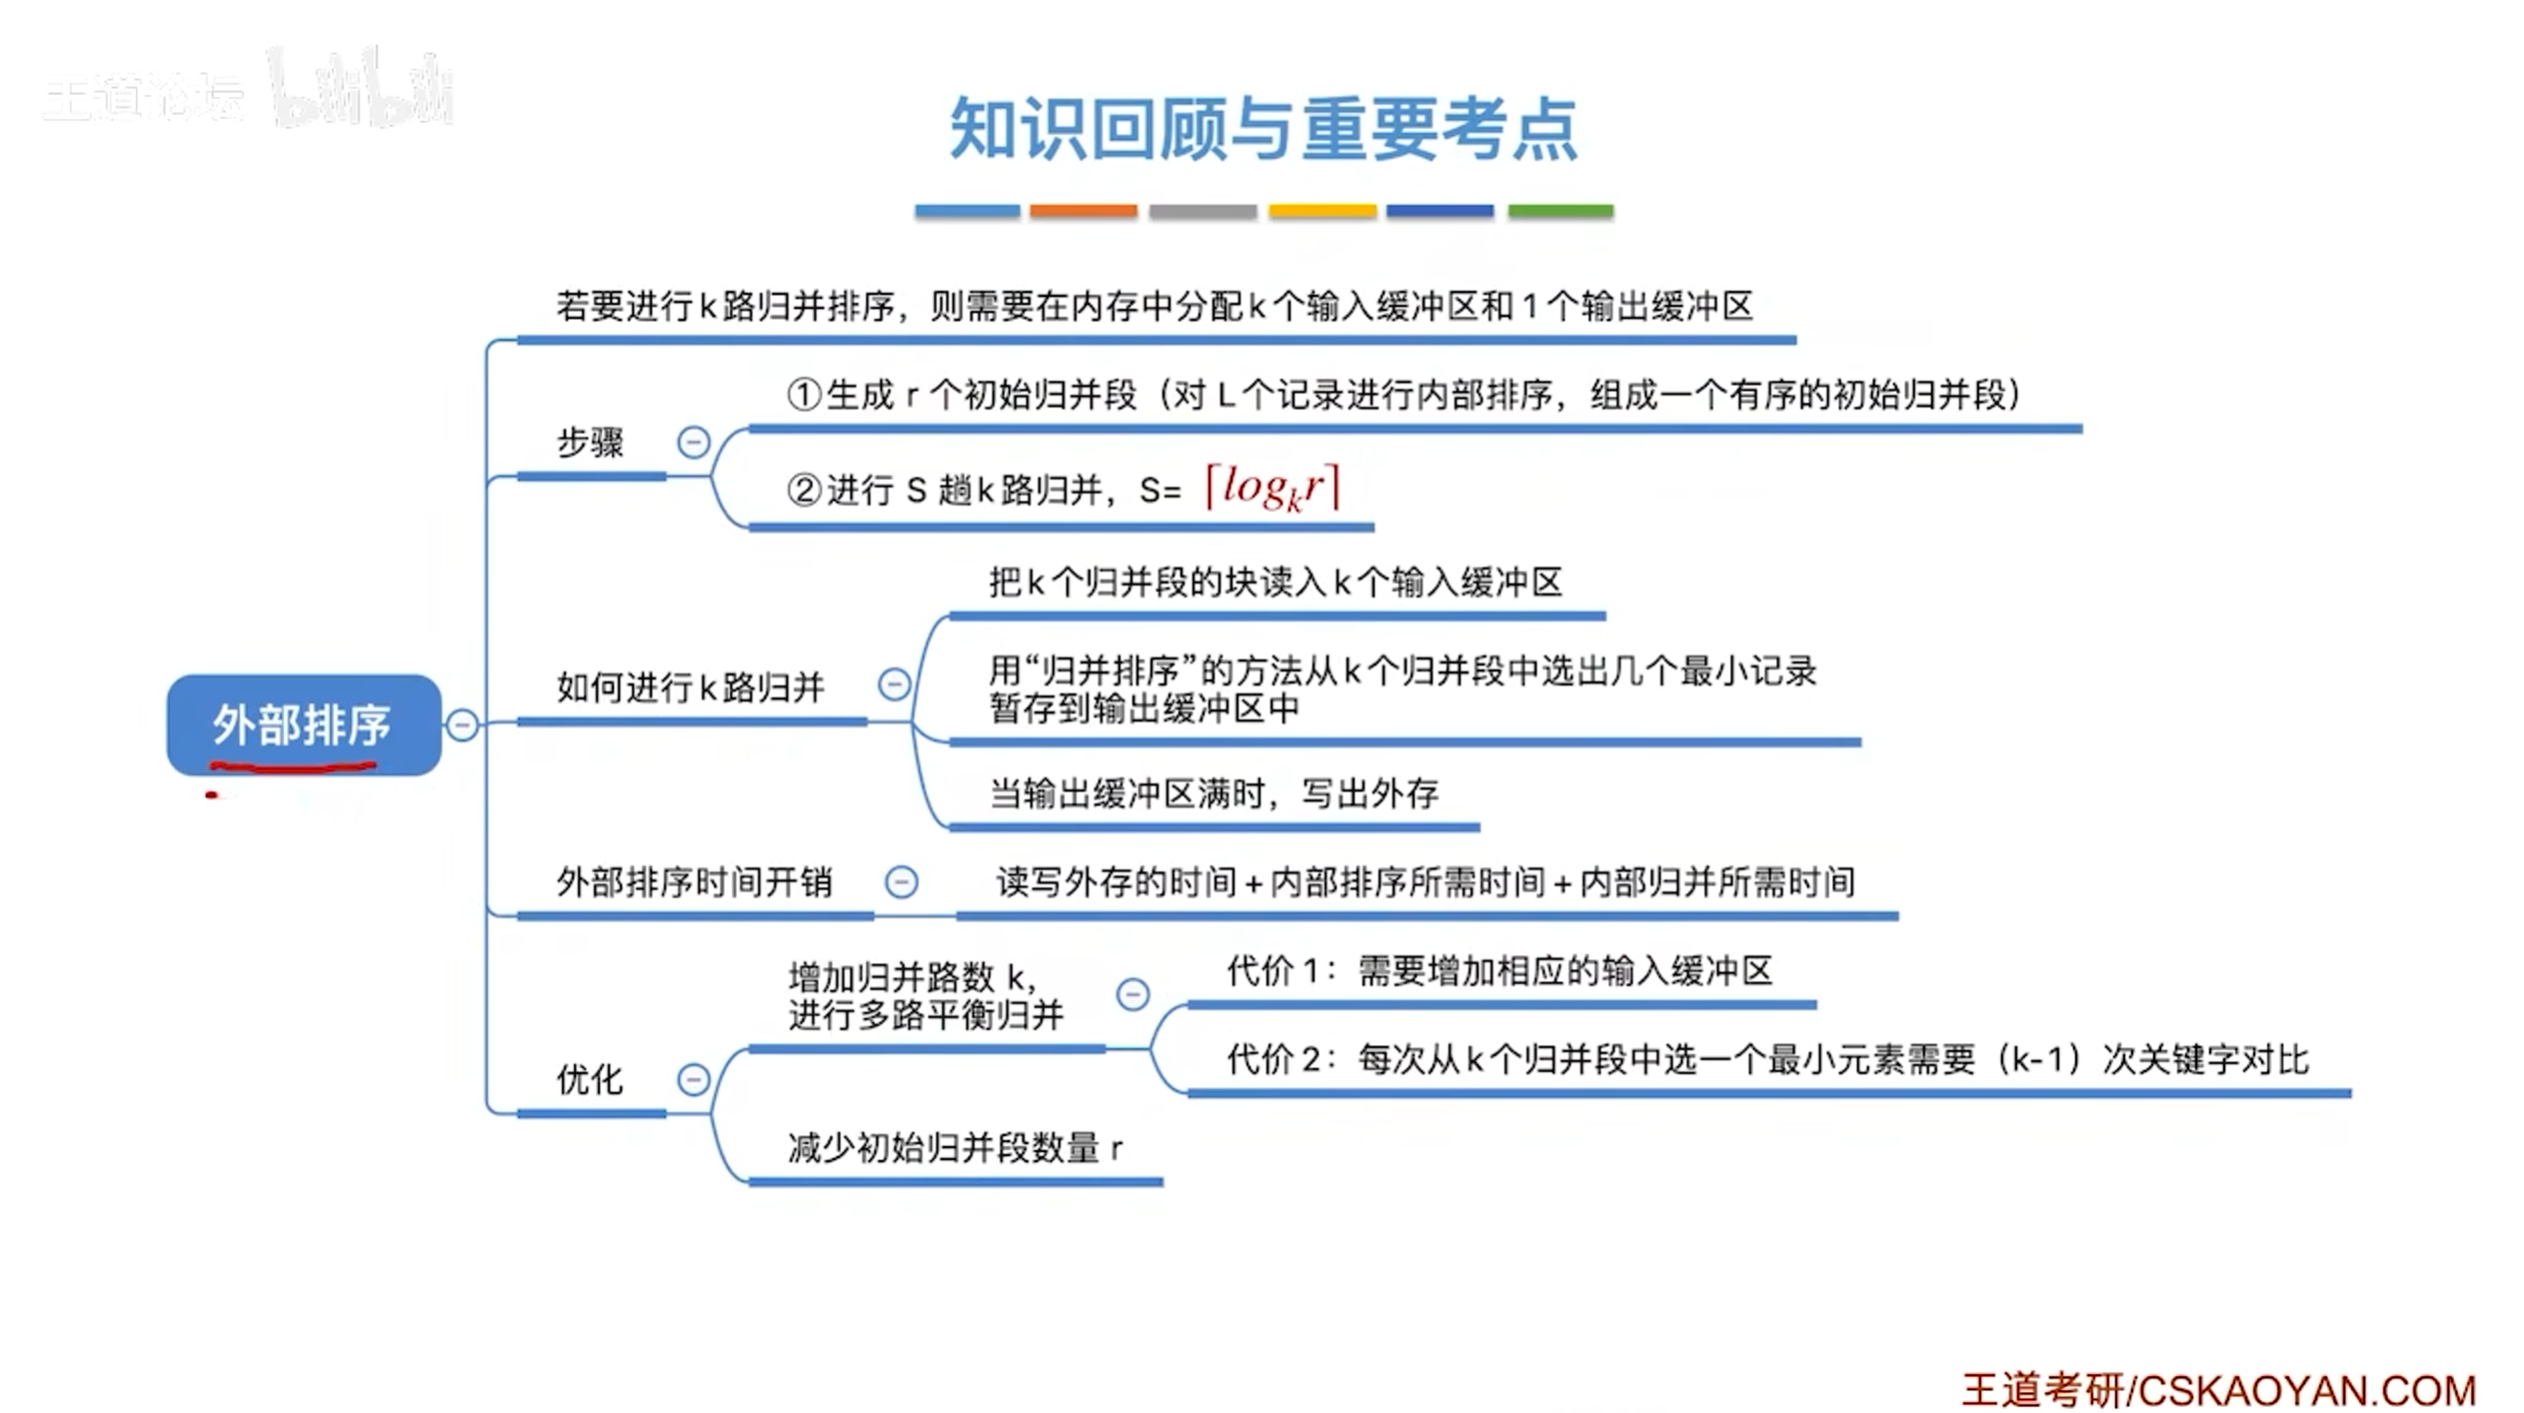 王道论坛 bilibili
知识回顾与重要考点
若要进行k路归并排序，则需要在内存中分配k个输入缓冲区和1个输出缓冲区
步骤
①生成 r 个初始归并段（对 L个记录进行内部排序，组成一个有序的初始归并段）
②进行 S 趟k路归并，S= ⌈logₖr⌉
外部排序
如何进行k路归并
把k个归并段的块读入k个输入缓冲区
用“归并排序”的方法从k个归并段中选出几个最小记录
暂存到输出缓冲区中
当输出缓冲区满时，写出外存
外部排序时间开销
读写外存的时间+内部排序所需时间+内部归并所需时间
优化
增加归并路数 k，
进行多路平衡归并
代价1：需要增加相应的输入缓冲区
代价2：每次从k个归并段中选一个最小元素需要（k-1）次关键字对比
减少初始归并段数量 r
王道考研/CSKAOYAN.COM